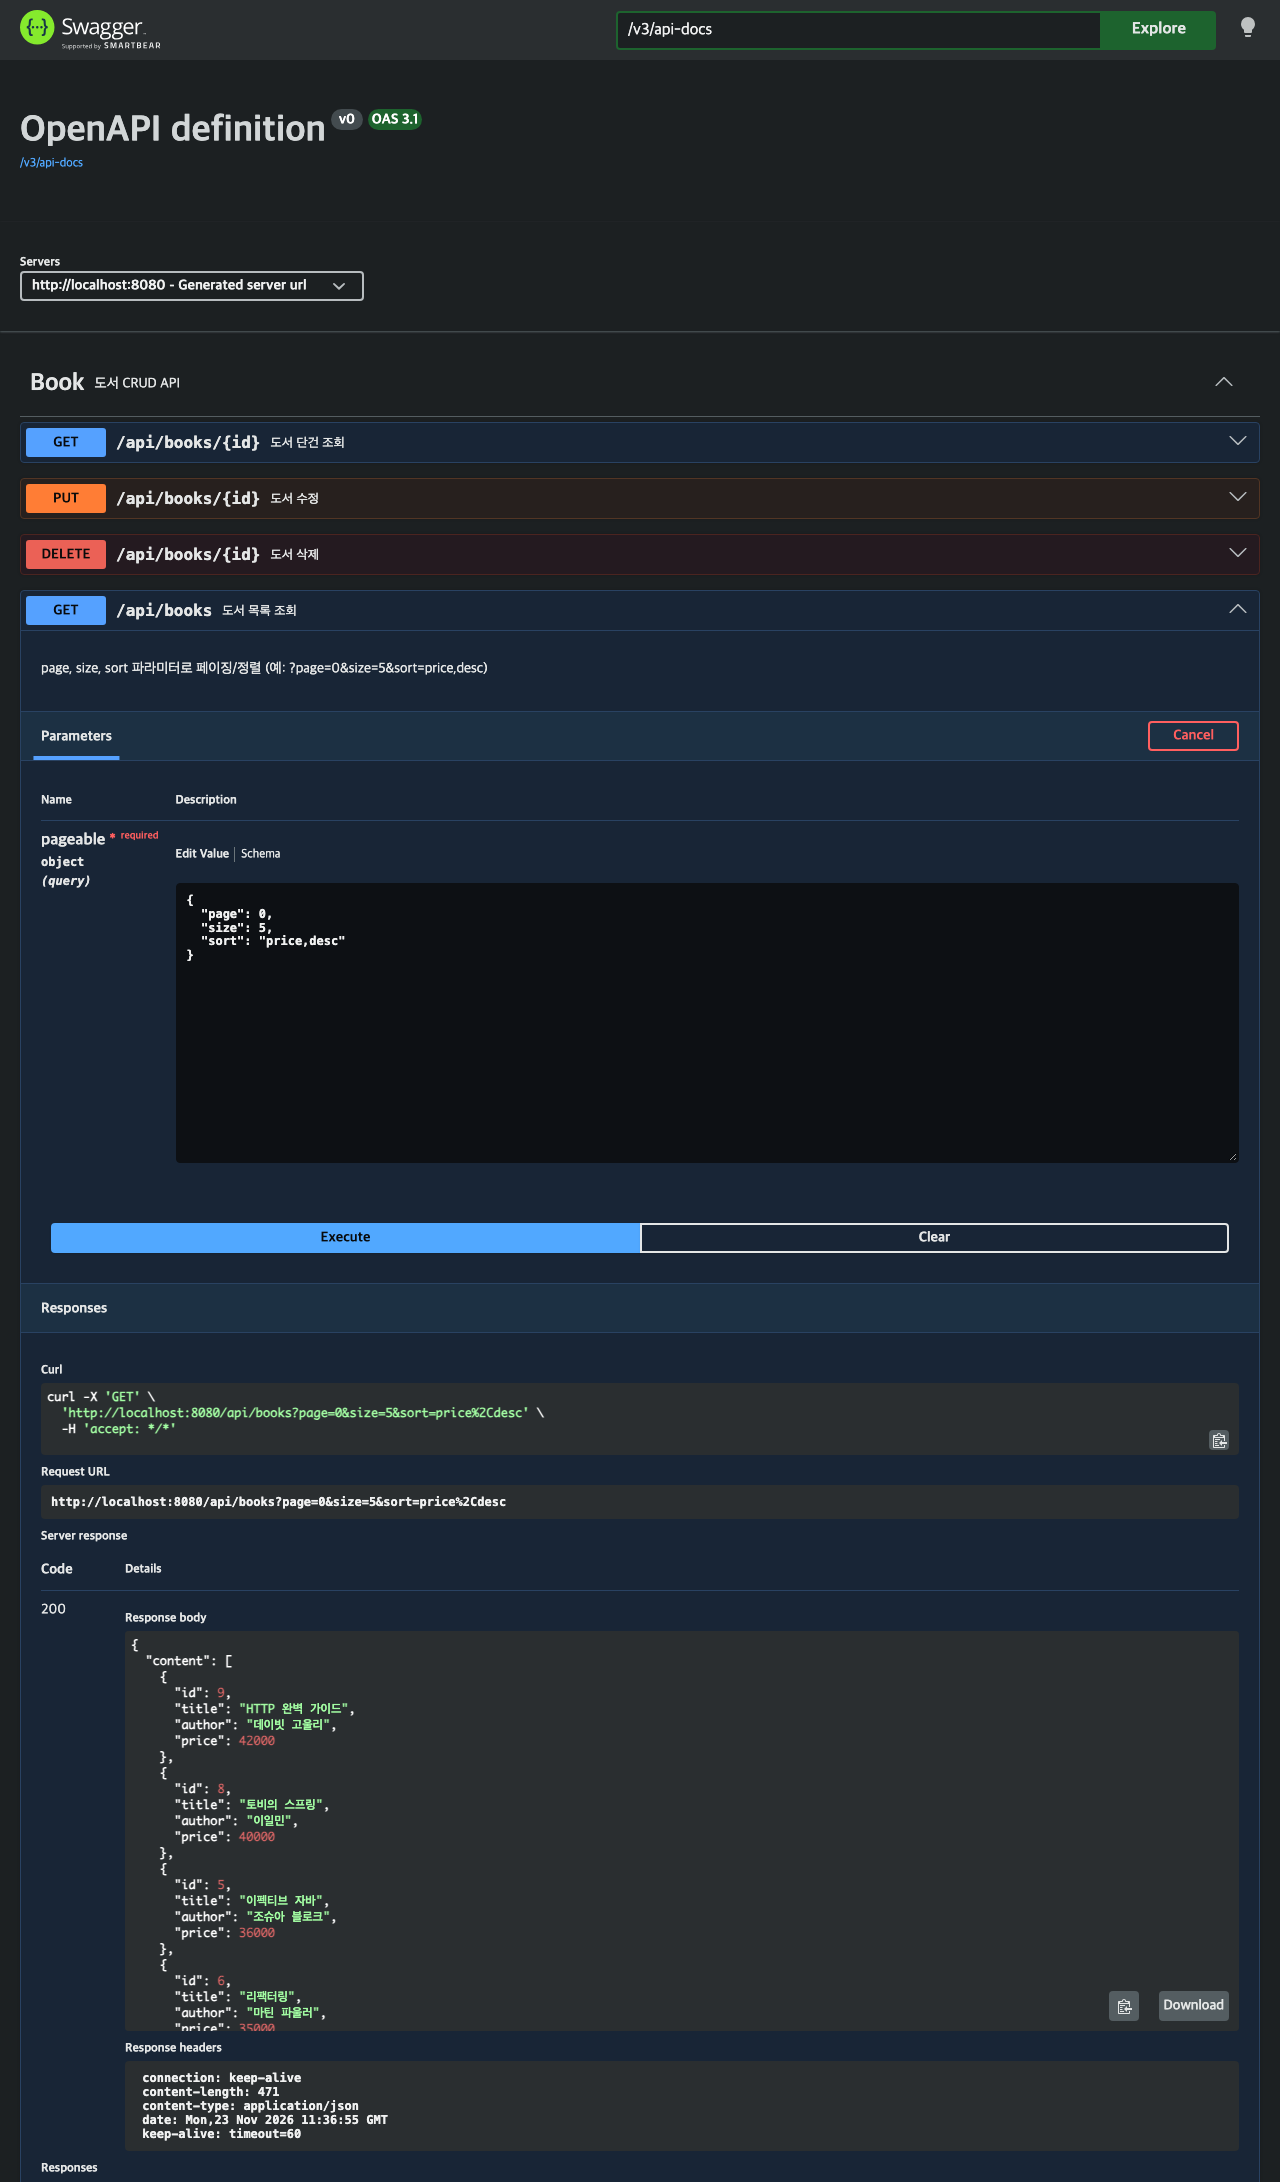 Swagger
Supported by SMARTBEAR
/v3/api-docs
Explore
OpenAPI definition v0 OAS 3.1
/v3/api-docs
Servers
http://localhost:8080 - Generated server url
Book 도서 CRUD API
GET /api/books/{id} 도서 단건 조회
PUT /api/books/{id} 도서 수정
DELETE /api/books/{id} 도서 삭제
GET /api/books 도서 목록 조회
page, size, sort 파라미터로 페이징/정렬 (예: ?page=0&size=5&sort=price,desc)
Parameters
Cancel
Name Description
pageable * required
object
(query)
Edit Value | Schema
{
  "page": 0,
  "size": 5,
  "sort": "price,desc"
}
Execute
Clear
Responses
Curl
curl -X 'GET' \
  'http://localhost:8080/api/books?page=0&size=5&sort=price%2Cdesc' \
  -H 'accept: */*'
Request URL
http://localhost:8080/api/books?page=0&size=5&sort=price%2Cdesc
Server response
Code Details
200
Response body
{
  "content": [
    {
      "id": 9,
      "title": "HTTP 완벽 가이드",
      "author": "데이빗 고울리",
      "price": 42000
    },
    {
      "id": 8,
      "title": "토비의 스프링",
      "author": "이일민",
      "price": 40000
    },
    {
      "id": 5,
      "title": "이펙티브 자바",
      "author": "조슈아 블로크",
      "price": 36000
    },
    {
      "id": 6,
      "title": "리팩터링",
      "author": "마틴 파울러",
      "price": 35000
Download
Response headers
connection: keep-alive
content-length: 471
content-type: application/json
date: Mon,23 Nov 2026 11:36:55 GMT
keep-alive: timeout=60
Responses